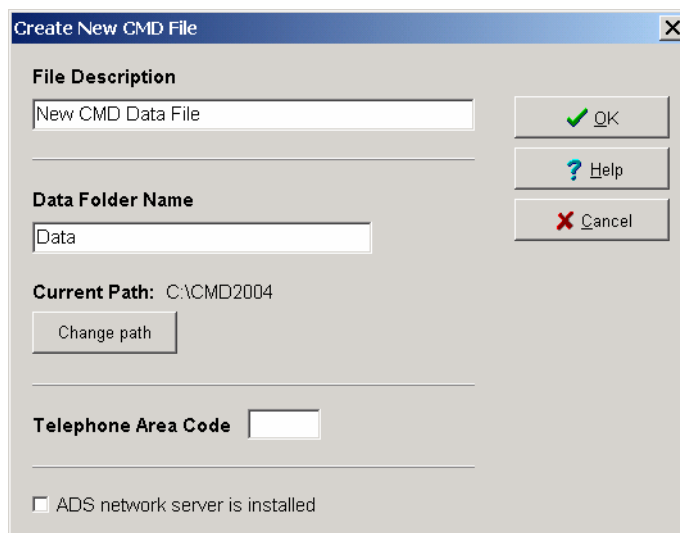 Create New CMD File
File Description
New CMD Data File
OK
Help
Data Folder Name
Cancel
Data
Current Path: C:\CMD2004
Change path
Telephone Area Code
ADS network server is installed